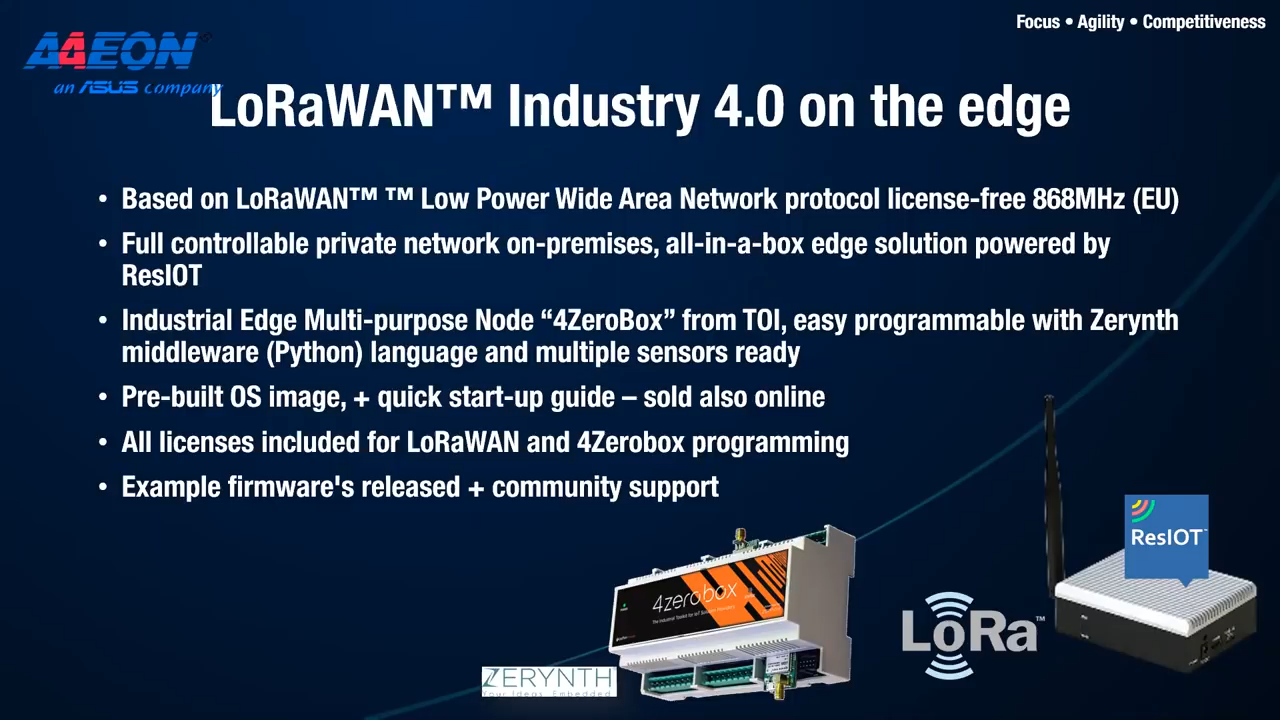 Focus • Agility • Competitiveness
AAEON
an ASUS company
LoRaWAN™ Industry 4.0 on the edge
• Based on LoRaWAN™ ™ Low Power Wide Area Network protocol license-free 868MHz (EU)
• Full controllable private network on-premises, all-in-a-box edge solution powered by
ResIOT
• Industrial Edge Multi-purpose Node “4ZeroBox” from TOI, easy programmable with Zerynth
middleware (Python) language and multiple sensors ready
• Pre-built OS image, + quick start-up guide – sold also online
• All licenses included for LoRaWAN and 4Zerobox programming
• Example firmware's released + community support
ResIOT™
4zerobox
LoRa™
ZERYNTH
Your Ideas. Embedded